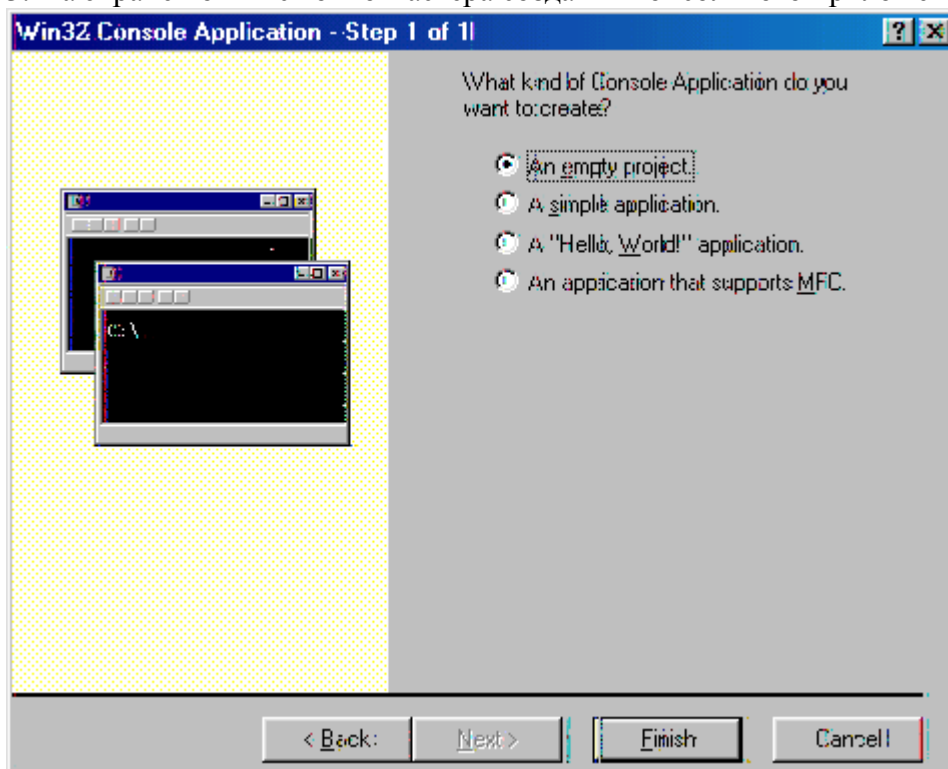 Win32 Console Application - Step 1 of 1
What kind of Console Application do you
want to create?
An empty project.
A simple application.
A "Hello, World!" application.
An application that supports MFC.
C:\
< Back
Next >
Finish
Cancel